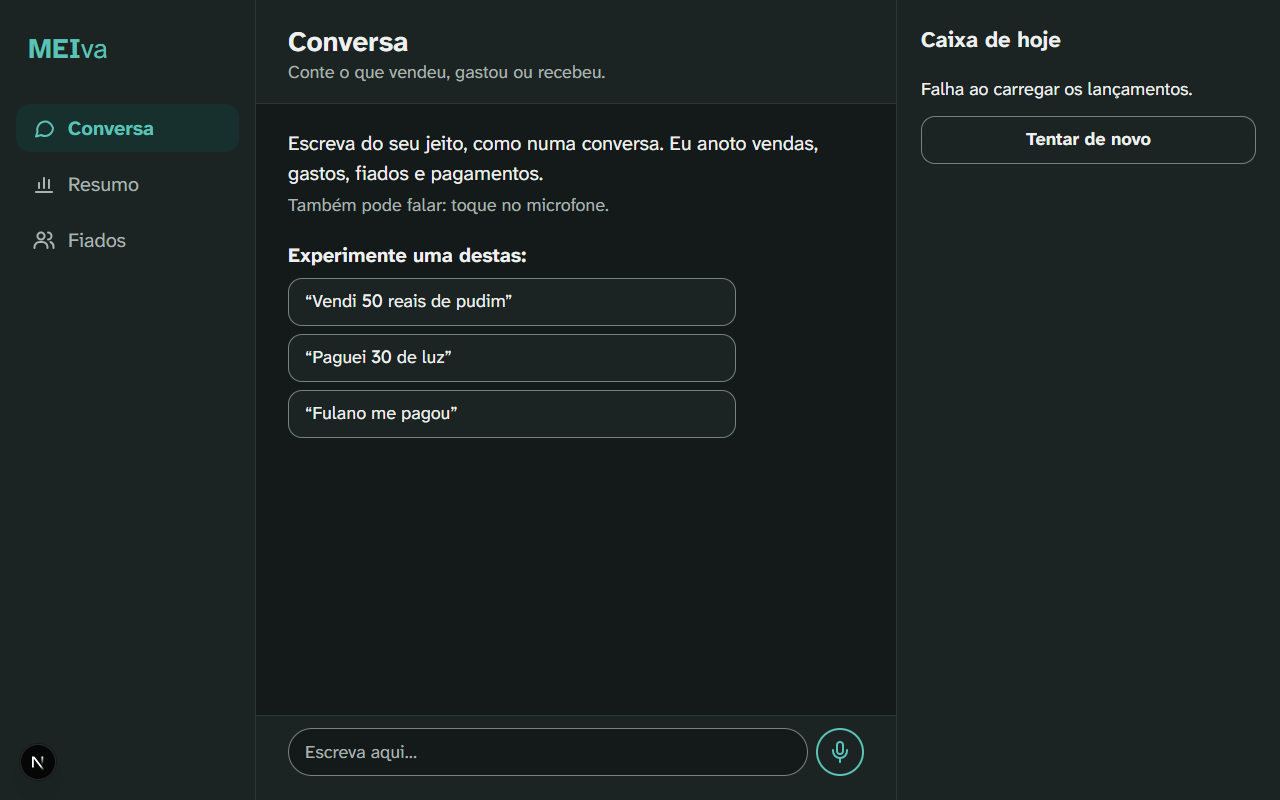 MEIva
Conversa
Resumo
Fiados
Conversa
Conte o que vendeu, gastou ou recebeu.
Escreva do seu jeito, como numa conversa. Eu anoto vendas,
gastos, fiados e pagamentos.
Também pode falar: toque no microfone.
Experimente uma destas:
“Vendi 50 reais de pudim”
“Paguei 30 de luz”
“Fulano me pagou”
Escreva aqui...
Caixa de hoje
Falha ao carregar os lançamentos.
Tentar de novo
N